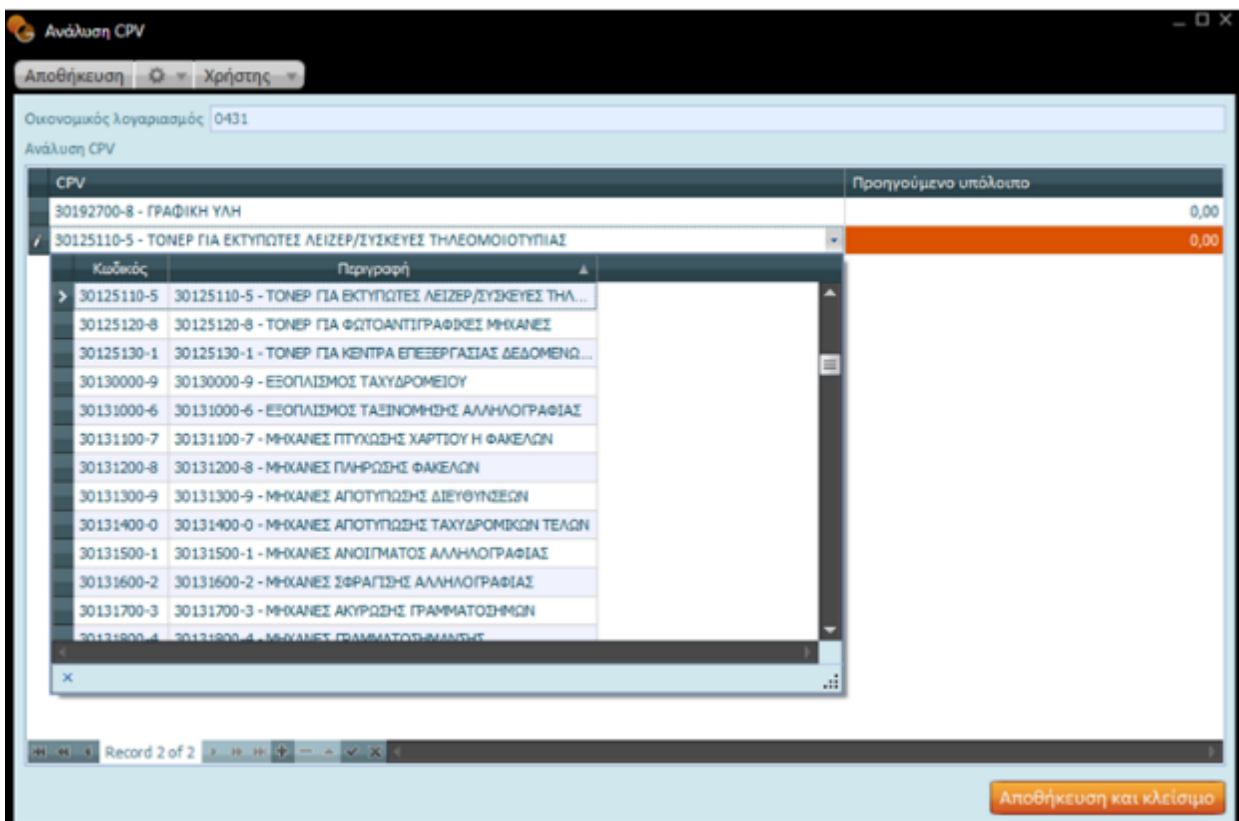 Ανάλυση CPV
Αποθήκευση Χρήστης
Οικονομικός λογαριασμός 0431
Ανάλυση CPV
CPV Προηγούμενο υπόλοιπο
30192700-8 - ΓΡΑΦΙΚΗ ΥΛΗ 0,00
30125110-5 - ΤΟΝΕΡ ΓΙΑ ΕΚΤΥΠΩΤΕΣ ΛΕΙΖΕΡ/ΣΥΣΚΕΥΕΣ ΤΗΛΕΟΜΟΙΟΤΥΠΙΑΣ 0,00
Κωδικός Περιγραφή
30125110-5 30125110-5 - ΤΟΝΕΡ ΓΙΑ ΕΚΤΥΠΩΤΕΣ ΛΕΙΖΕΡ/ΣΥΣΚΕΥΕΣ ΤΗΛ...
30125120-8 30125120-8 - ΤΟΝΕΡ ΓΙΑ ΦΩΤΟΑΝΤΙΓΡΑΦΙΚΕΣ ΜΗΧΑΝΕΣ
30125130-1 30125130-1 - ΤΟΝΕΡ ΓΙΑ ΚΕΝΤΡΑ ΕΠΕΞΕΡΓΑΣΙΑΣ ΔΕΔΟΜΕΝΩ...
30130000-9 30130000-9 - ΕΞΟΠΛΙΣΜΟΣ ΤΑΧΥΔΡΟΜΕΙΟΥ
30131000-6 30131000-6 - ΕΞΟΠΛΙΣΜΟΣ ΤΑΞΙΝΟΜΗΣΗΣ ΑΛΛΗΛΟΓΡΑΦΙΑΣ
30131100-7 30131100-7 - ΜΗΧΑΝΕΣ ΠΤΥΧΩΣΗΣ ΧΑΡΤΙΟΥ Η ΦΑΚΕΛΩΝ
30131200-8 30131200-8 - ΜΗΧΑΝΕΣ ΠΛΗΡΩΣΗΣ ΦΑΚΕΛΩΝ
30131300-9 30131300-9 - ΜΗΧΑΝΕΣ ΑΠΟΤΥΠΩΣΗΣ ΔΙΕΥΘΥΝΣΕΩΝ
30131400-0 30131400-0 - ΜΗΧΑΝΕΣ ΑΠΟΤΥΠΩΣΗΣ ΤΑΧΥΔΡΟΜΙΚΩΝ ΤΕΛΩΝ
30131500-1 30131500-1 - ΜΗΧΑΝΕΣ ΑΝΟΙΓΜΑΤΟΣ ΑΛΛΗΛΟΓΡΑΦΙΑΣ
30131600-2 30131600-2 - ΜΗΧΑΝΕΣ ΣΦΡΑΓΙΣΗΣ ΑΛΛΗΛΟΓΡΑΦΙΑΣ
30131700-3 30131700-3 - ΜΗΧΑΝΕΣ ΑΚΥΡΩΣΗΣ ΓΡΑΜΜΑΤΟΣΗΜΩΝ
30131800-4 30131800-4 - ΜΗΧΑΝΕΣ ΓΡΑΜΜΑΤΟΣΗΜΑΝΣΗΣ
Record 2 of 2
Αποθήκευση και κλείσιμο